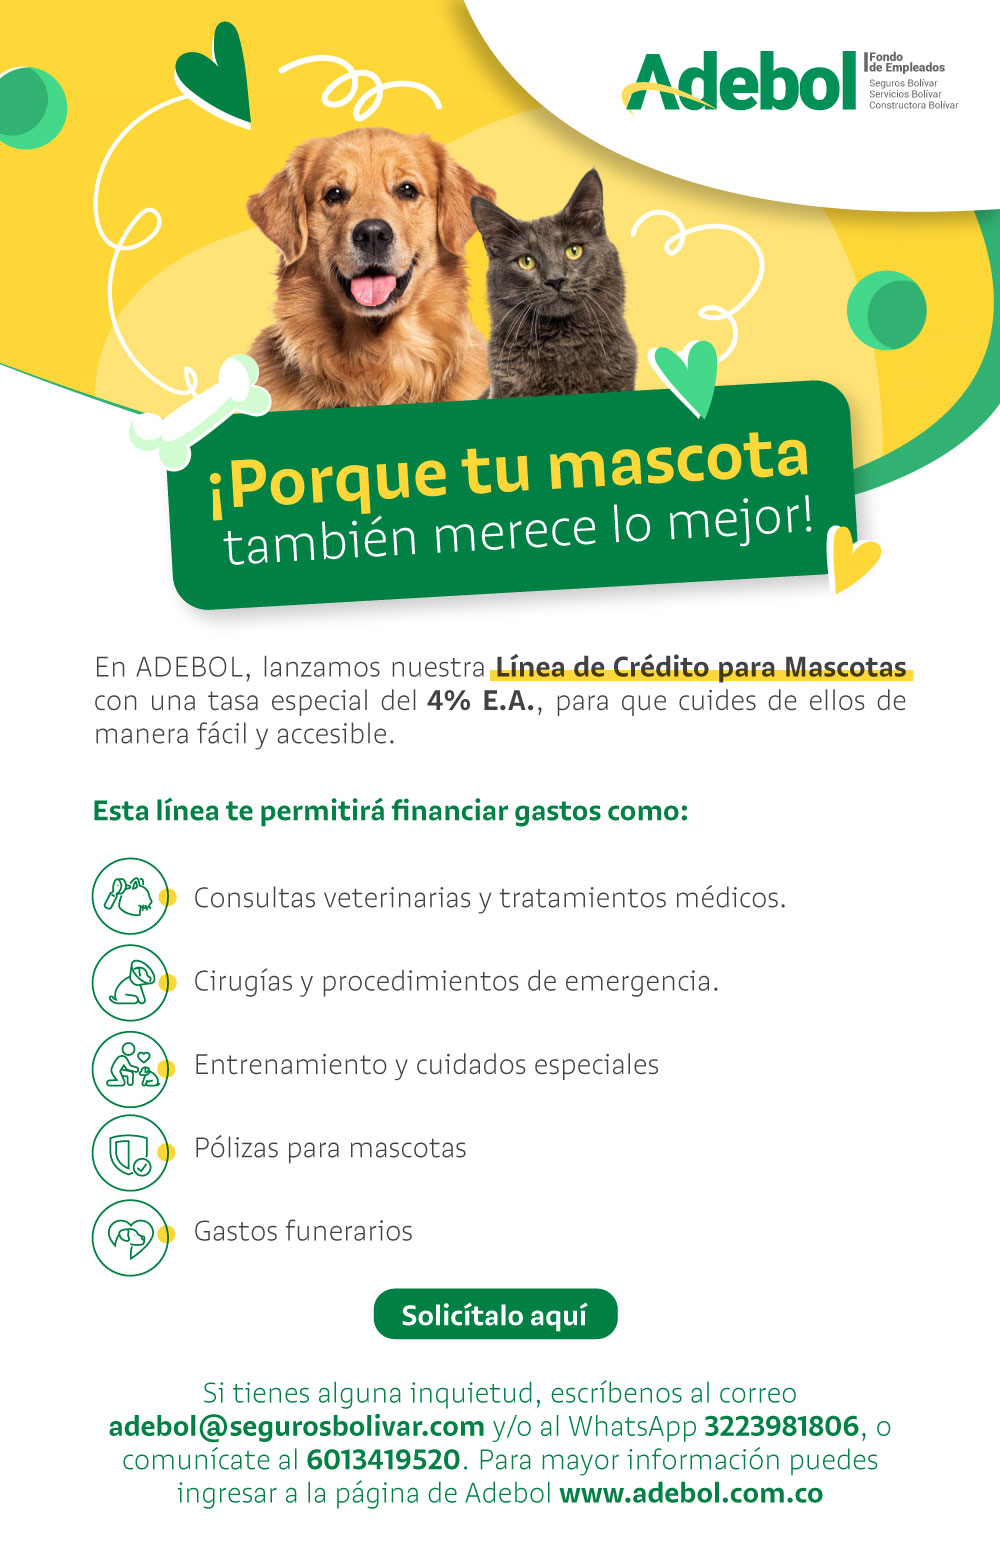 Adebol
Fondo
de Empleados
Seguros Bolívar
Servicios Bolívar
Constructora Bolívar
¡Porque tu mascota
también merece lo mejor!
En ADEBOL, lanzamos nuestra Línea de Crédito para Mascotas
con una tasa especial del 4% E.A., para que cuides de ellos de
manera fácil y accesible.
Esta línea te permitirá financiar gastos como:
Consultas veterinarias y tratamientos médicos.
Cirugías y procedimientos de emergencia.
Entrenamiento y cuidados especiales
Pólizas para mascotas
Gastos funerarios
Solicítalo aquí
Si tienes alguna inquietud, escríbenos al correo
adebol@segurosbolivar.com y/o al WhatsApp 3223981806, o
comunícate al 6013419520. Para mayor información puedes
ingresar a la página de Adebol www.adebol.com.co